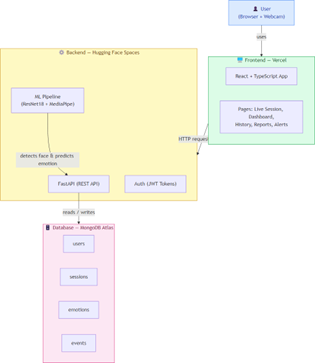 User
(Browser + Webcam)
uses
Frontend — Vercel
React + TypeScript App
Pages: Live Session,
Dashboard,
History, Reports, Alerts
HTTP request
Backend — Hugging Face Spaces
ML Pipeline
(ResNet18 + MediaPipe)
detects face & predicts
emotion
FastAPI (REST API)
Auth (JWT Tokens)
reads / writes
Database — MongoDB Atlas
users
sessions
emotions
events